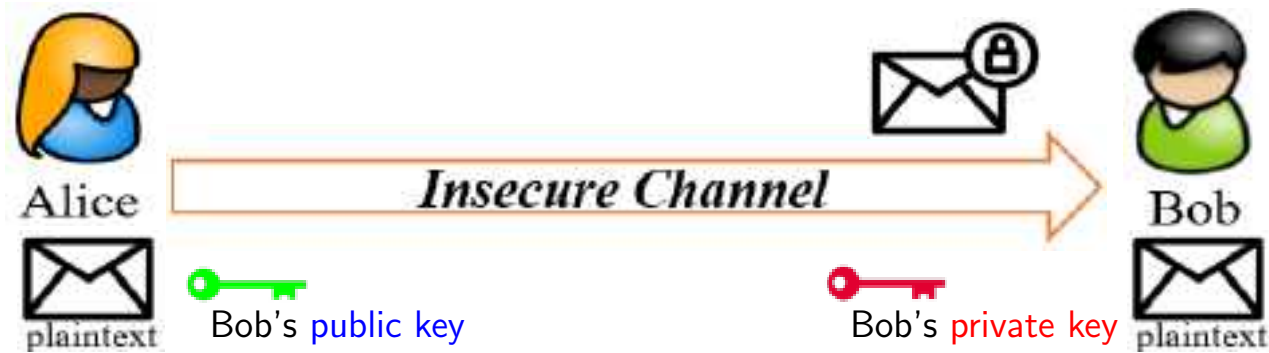 Insecure Channel
Alice
Bob
plaintext
Bob's public key
Bob's private key
plaintext